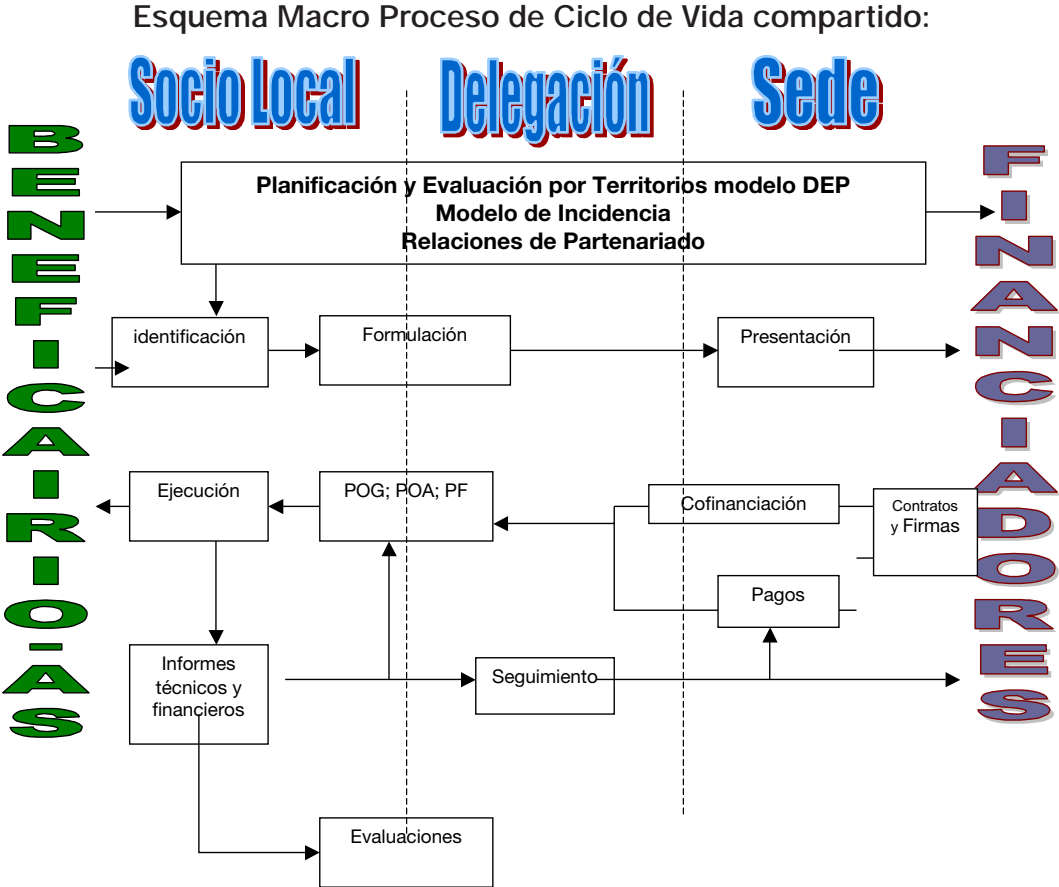 Esquema Macro Proceso de Ciclo de Vida compartido:
Socio Local
Delegación
Sede
BENEFICAIRIO-AS
FINANCIADORES
Planificación y Evaluación por Territorios modelo DEP
Modelo de Incidencia
Relaciones de Partenariado
identificación
Formulación
Presentación
Ejecución
POG; POA; PF
Cofinanciación
Contratos
y Firmas
Pagos
Informes
técnicos y
financieros
Seguimiento
Evaluaciones